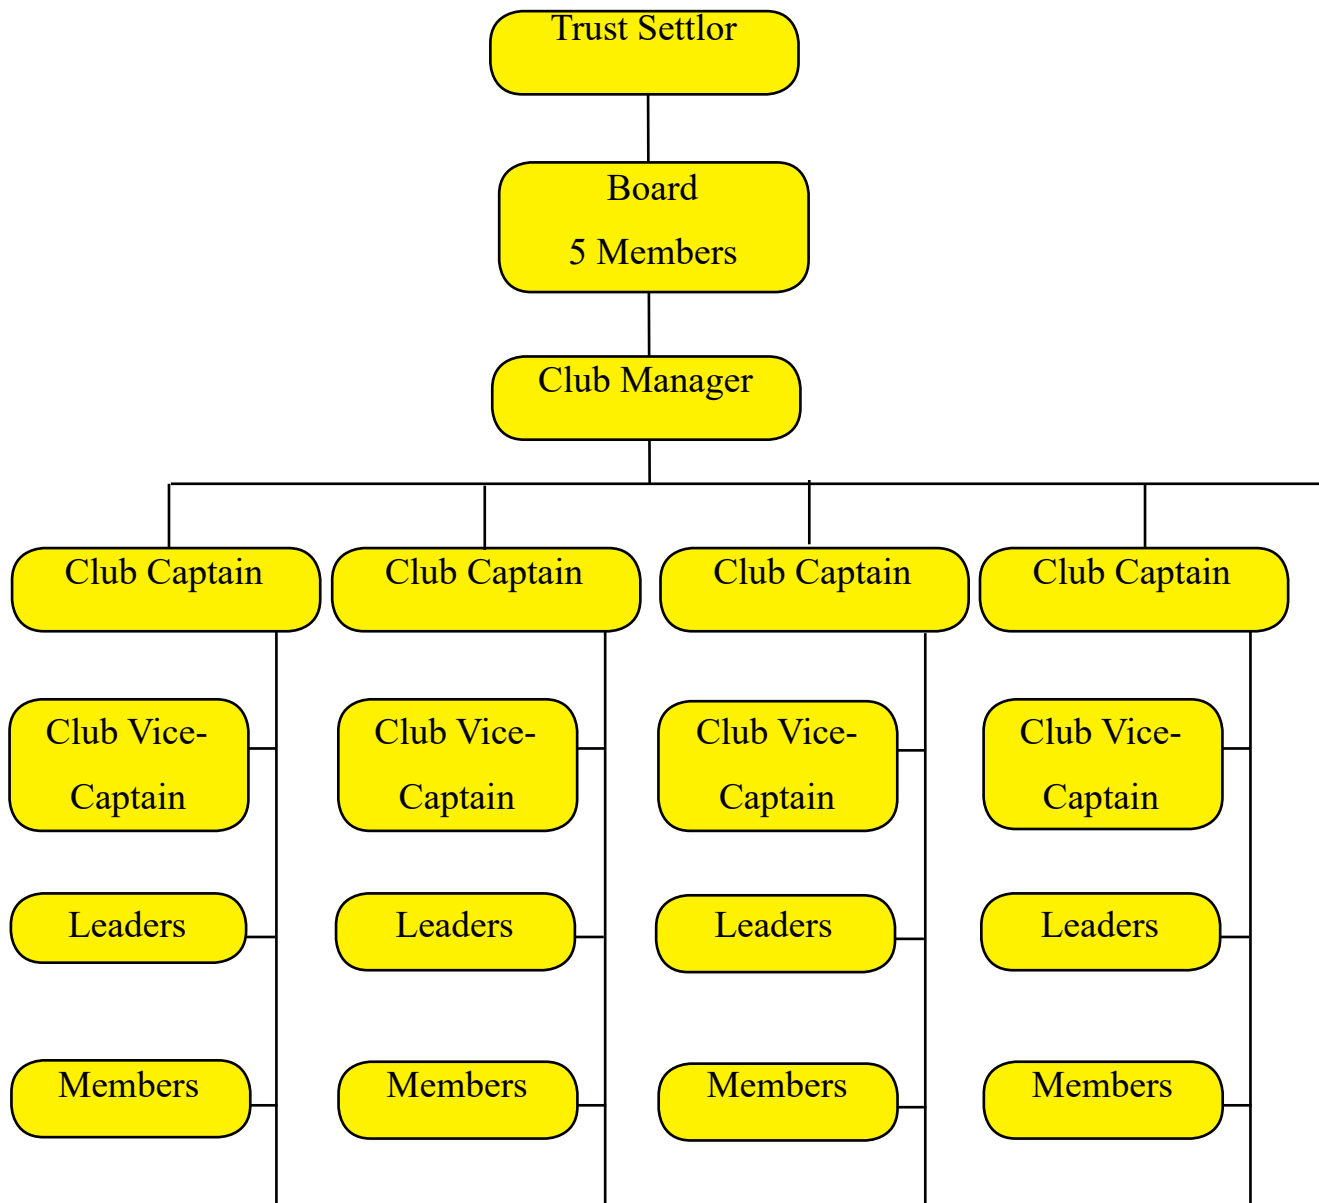 Trust Settlor
Board
5 Members
Club Manager
Club Captain
Club Captain
Club Captain
Club Captain
Club Vice-
Captain
Club Vice-
Captain
Club Vice-
Captain
Club Vice-
Captain
Leaders
Leaders
Leaders
Leaders
Members
Members
Members
Members